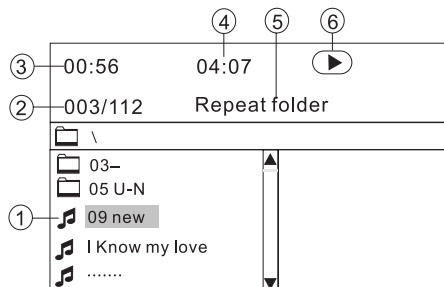 ④ ⑤ ⑥
③ 00:56 04:07
② 003/112 Repeat folder
\
03–
05 U-N
① 09 new
I Know my love
.......